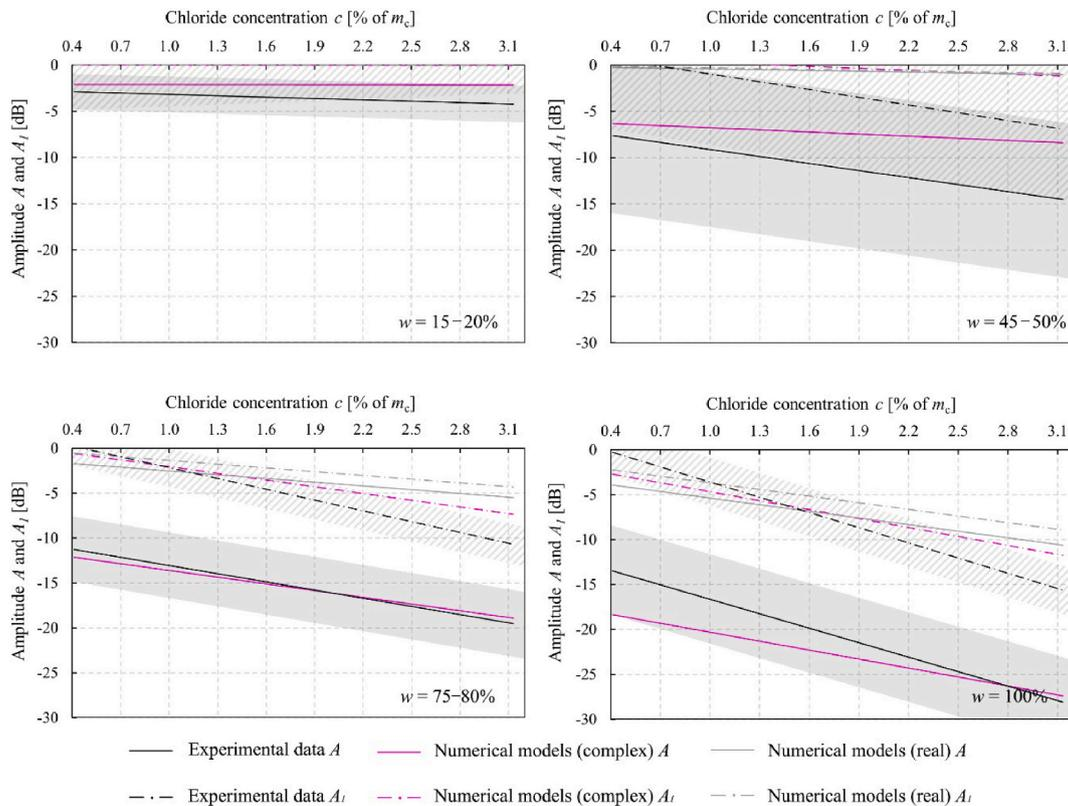 Chloride concentration c [% of mc]
0.4 0.7 1.0 1.3 1.6 1.9 2.2 2.5 2.8 3.1
Amplitude A and AI [dB]
0
-5
-10
-15
-20
-25
-30
w = 15−20%
Chloride concentration c [% of mc]
0.4 0.7 1.0 1.3 1.6 1.9 2.2 2.5 2.8 3.1
Amplitude A and AI [dB]
0
-5
-10
-15
-20
-25
-30
w = 45−50%
Chloride concentration c [% of mc]
0.4 0.7 1.0 1.3 1.6 1.9 2.2 2.5 2.8 3.1
Amplitude A and AI [dB]
0
-5
-10
-15
-20
-25
-30
w = 75−80%
Chloride concentration c [% of mc]
0.4 0.7 1.0 1.3 1.6 1.9 2.2 2.5 2.8 3.1
Amplitude A and AI [dB]
0
-5
-10
-15
-20
-25
-30
w = 100%
Experimental data A Numerical models (complex) A Numerical models (real) A
Experimental data AI Numerical models (complex) AI Numerical models (real) AI